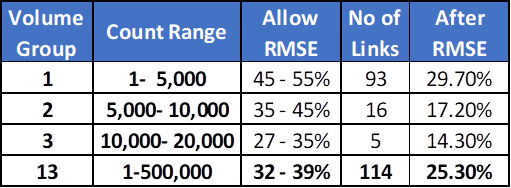 Volume Group Count Range Allow RMSE No of Links After RMSE
1 1- 5,000 45 - 55% 93 29.70%
2 5,000- 10,000 35 - 45% 16 17.20%
3 10,000- 20,000 27 - 35% 5 14.30%
13 1-500,000 32 - 39% 114 25.30%